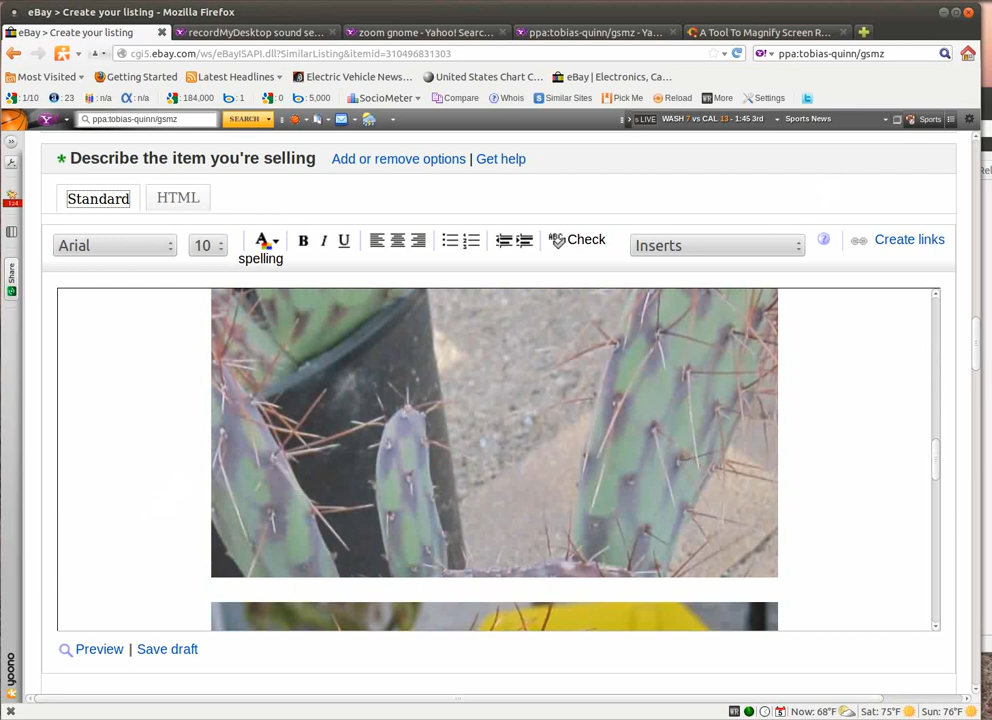 eBay > Create your listing - Mozilla Firefox
eBay > Create your listing
recordMyDesktop sound se...
zoom gnome - Yahoo! Searc...
ppa:tobias-quinn/gsmz - Ya...
A Tool To Magnify Screen R...
cgi5.ebay.com/ws/eBayISAPI.dll?SimilarListing&itemid=310496831303
ppa:tobias-quinn/gsmz
Most Visited
Getting Started
Latest Headlines
Electric Vehicle News...
United States Chart C...
eBay | Electronics, Ca...
: 1/10
: 23
: n/a
: n/a
: 184,000
: 1
: 0
: 5,000
SocioMeter
Compare
Whois
Similar Sites
Pick Me
Reload
More
Settings
ppa:tobias-quinn/gsmz
SEARCH
LIVE
WASH 7 vs CAL 13 - 1:45 3rd
Sports News
Sports
* Describe the item you're selling
Add or remove options | Get help
Standard
HTML
Arial
10
A
B I U
ABC Check
spelling
Inserts
Create links
Share
Preview | Save draft
yoono
WR
Now: 68°F
Sat: 75°F
Sun: 76°F